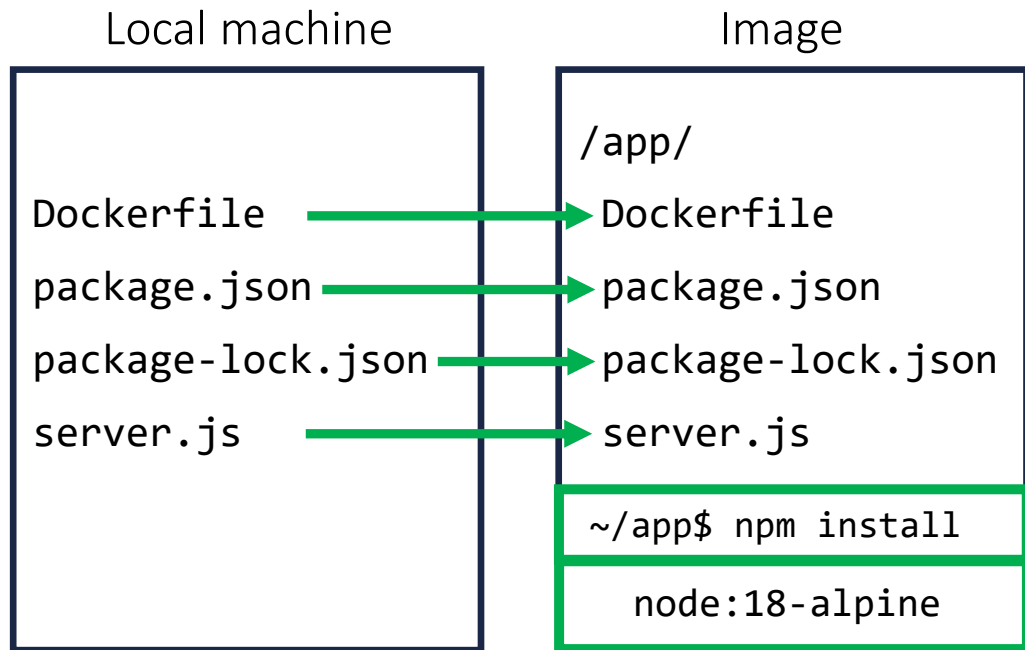 Local machine
Image
/app/
Dockerfile
Dockerfile
package.json
package.json
package-lock.json
package-lock.json
server.js
server.js
~/app$ npm install
node:18-alpine